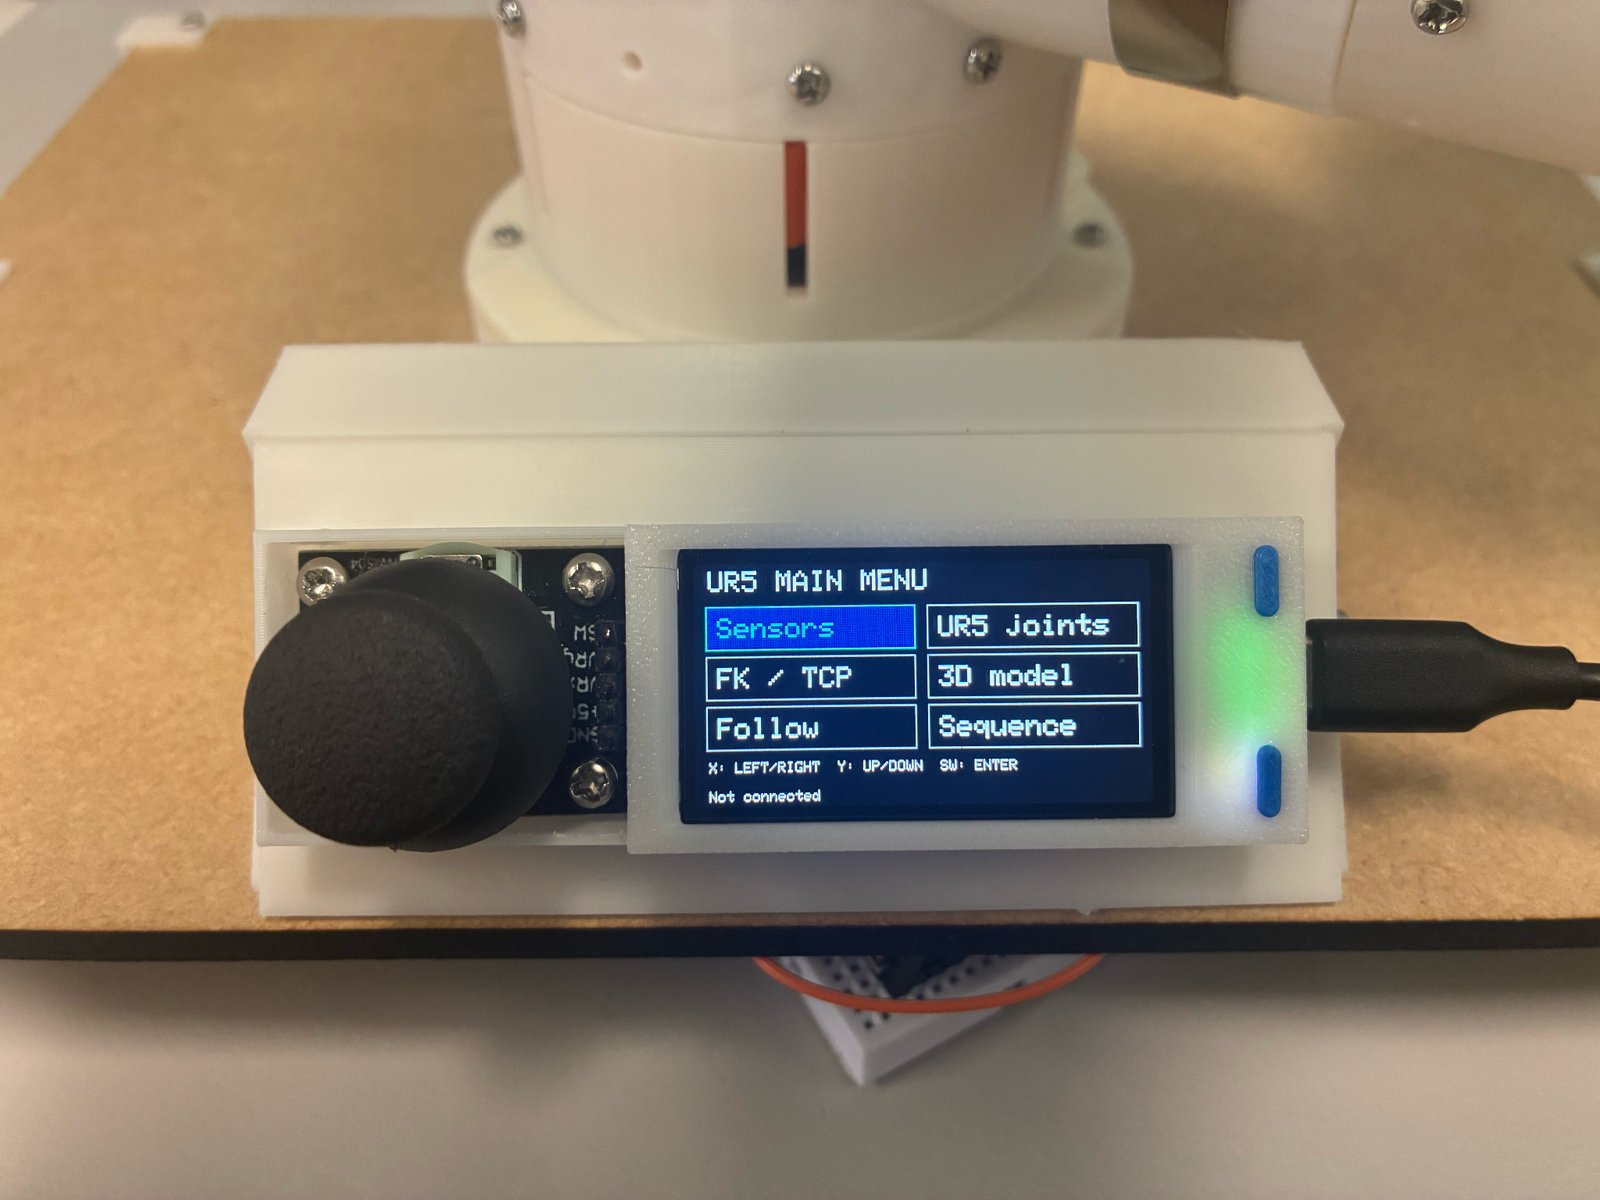 UR5 MAIN MENU
Sensors UR5 Joints
FK / TCP 3D model
Follow Sequence
X: LEFT/RIGHT Y: UP/DOWN SW: ENTER
Not connected
SW